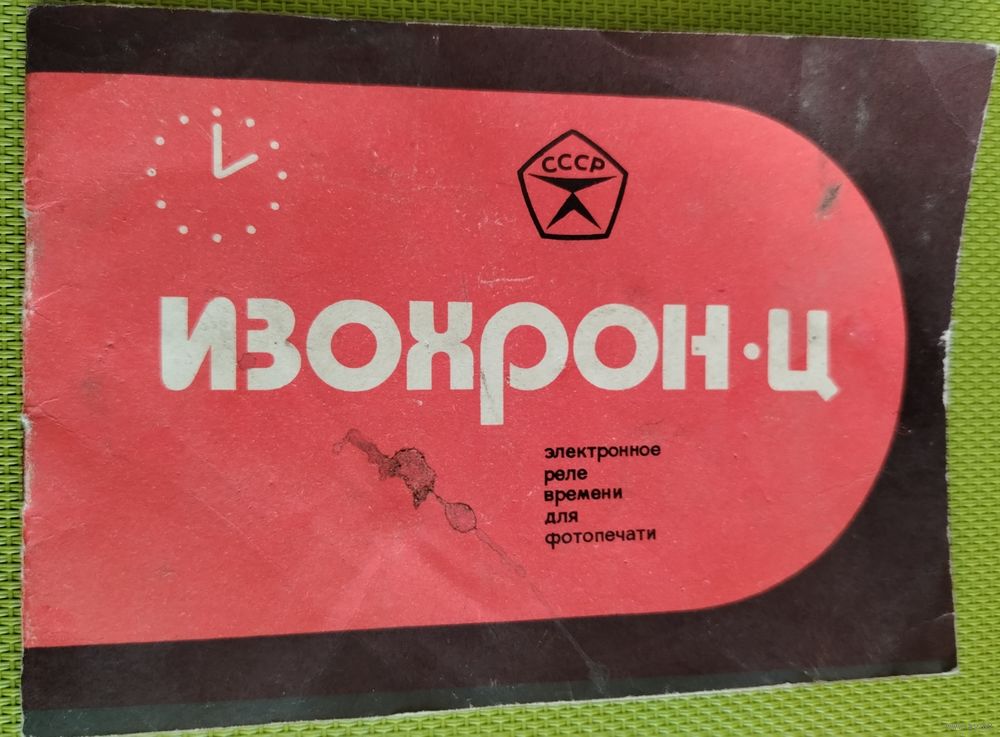 СССР
ИЗОХРОН·Ц
электронное
реле
времени
для
фотопечати